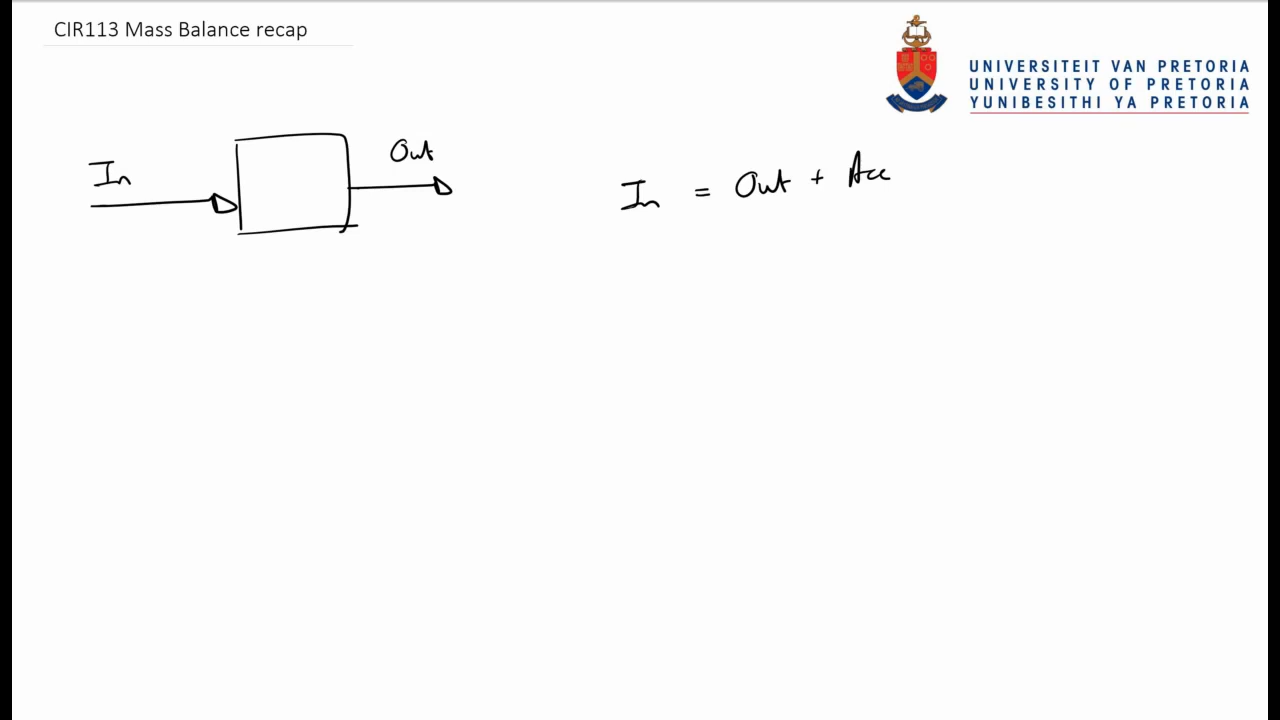 CIR113 Mass Balance recap
UNIVERSITEIT VAN PRETORIA
UNIVERSITY OF PRETORIA
YUNIBESITHI YA PRETORIA
In
Out
In = Out + Acc